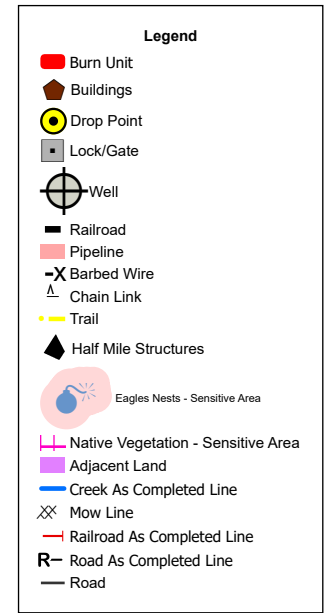 Legend
Burn Unit
Buildings
Drop Point
Lock/Gate
Well
Railroad
Pipeline
X Barbed Wire
Chain Link
Trail
Half Mile Structures
Eagles Nests - Sensitive Area
Native Vegetation - Sensitive Area
Adjacent Land
Creek As Completed Line
Mow Line
Railroad As Completed Line
R Road As Completed Line
Road